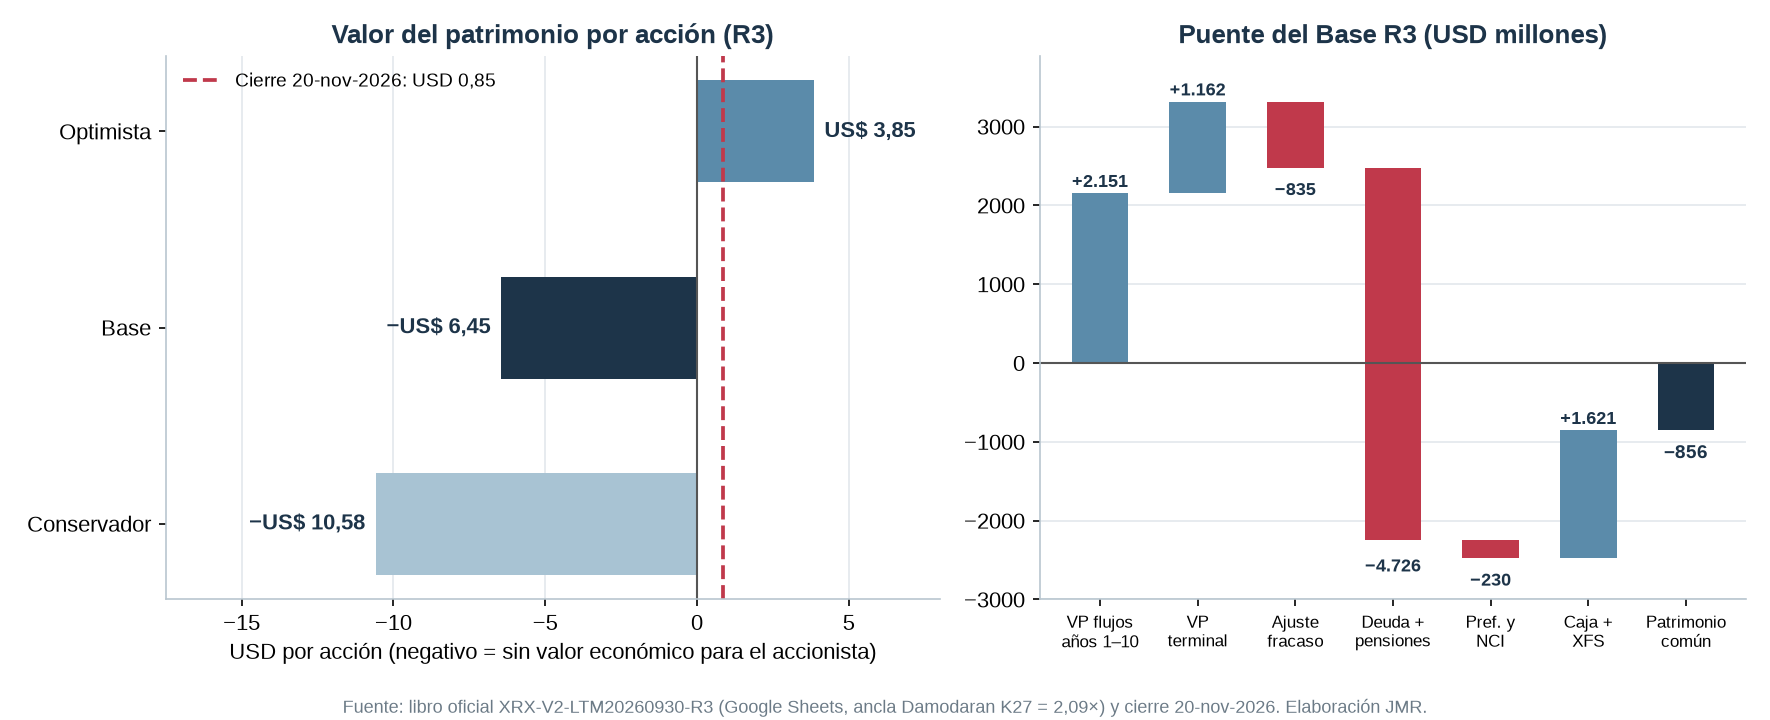 Valor del patrimonio por acción (R3)
Cierre 20-nov-2026: USD 0,85
Optimista
US$ 3,85
Base
−US$ 6,45
Conservador
−US$ 10,58
−15
−10
−5
0
5
USD por acción (negativo = sin valor económico para el accionista)
Puente del Base R3 (USD millones)
3000
2000
1000
0
−1000
−2000
−3000
+2.151
+1.162
−835
−4.726
−230
+1.621
−856
VP flujos
años 1–10
VP
terminal
Ajuste
fracaso
Deuda +
pensiones
Pref. y
NCI
Caja +
XFS
Patrimonio
común
Fuente: libro oficial XRX-V2-LTM20260930-R3 (Google Sheets, ancla Damodaran K27 = 2,09×) y cierre 20-nov-2026. Elaboración JMR.